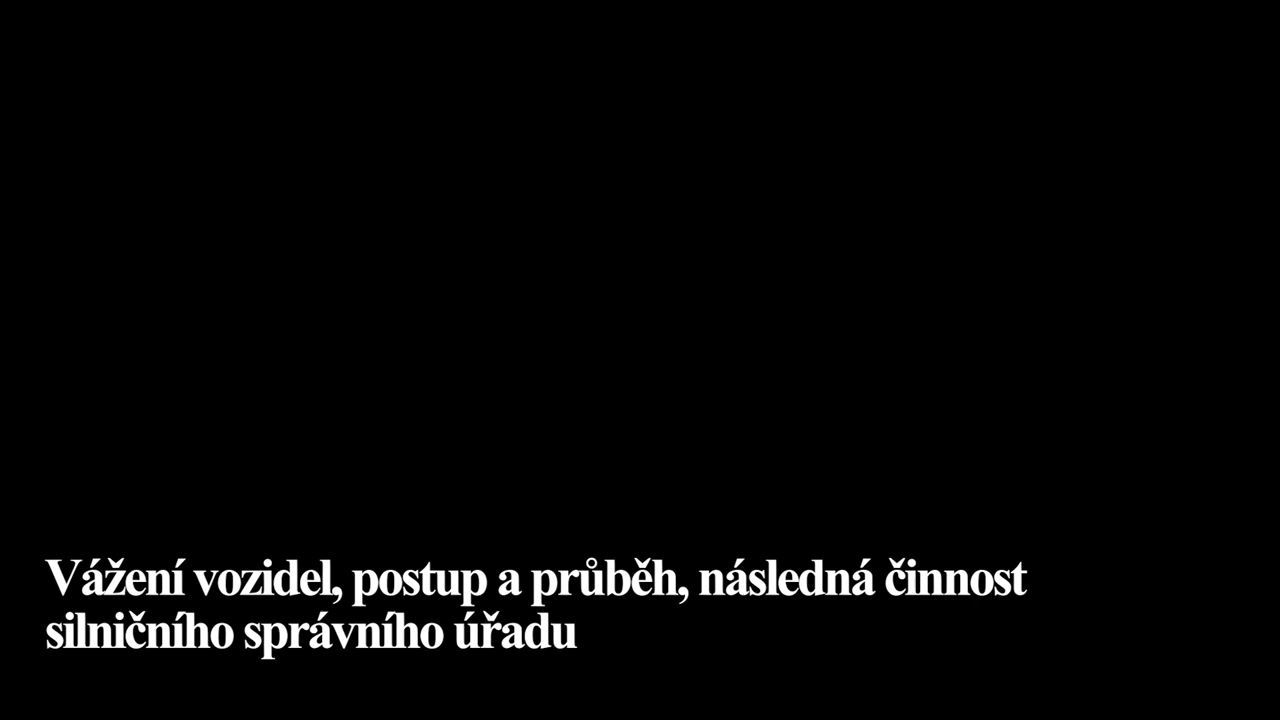 Vážení vozidel, postup a průběh, následná činnost
silničního správního úřadu